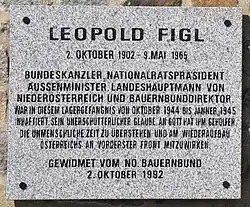 LEOPOLD FIGL
2. OKTOBER 1902 - 9. MAI 1965
BUNDESKANZLER, NATIONALRATSPRÄSIDENT
AUSSENMINISTER, LANDESHAUPTMANN VON
NIEDERÖSTERREICH UND BAUERNBUNDDIREKTOR.
WAR IN DIESEM LAGERGEFÄNGNIS VON OKTOBER 1944 BIS JÄNNER 1945
INHAFTIERT. SEIN UNERSCHÜTTERLICHER GLAUBE AN GOTT HAT IHM GEHOLFEN
DIE UNMENSCHLICHE ZEIT ZU ÜBERSTEHEN UND AM WIEDERAUFBAU
ÖSTERREICHS AN VORDERSTER FRONT MITZUWIRKEN.
GEWIDMET VOM NÖ. BAUERNBUND
2. OKTOBER 1992